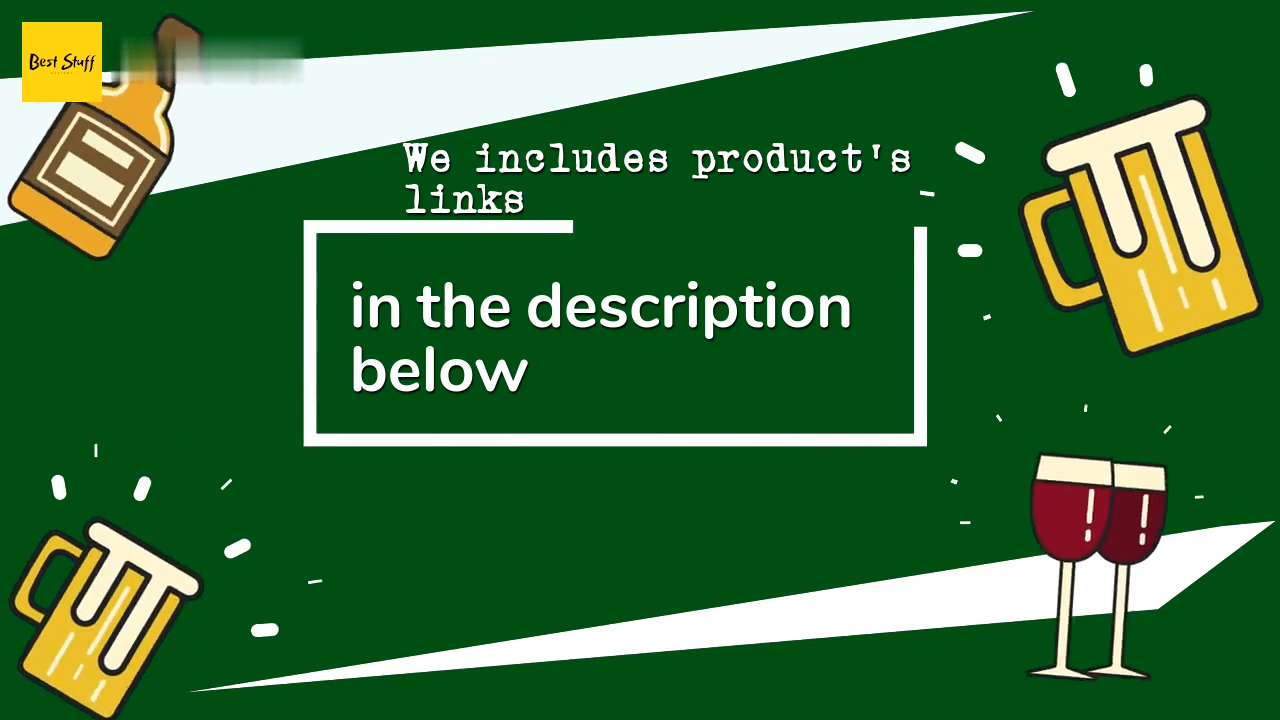 Best Stuff
We includes product's
links
in the description
below